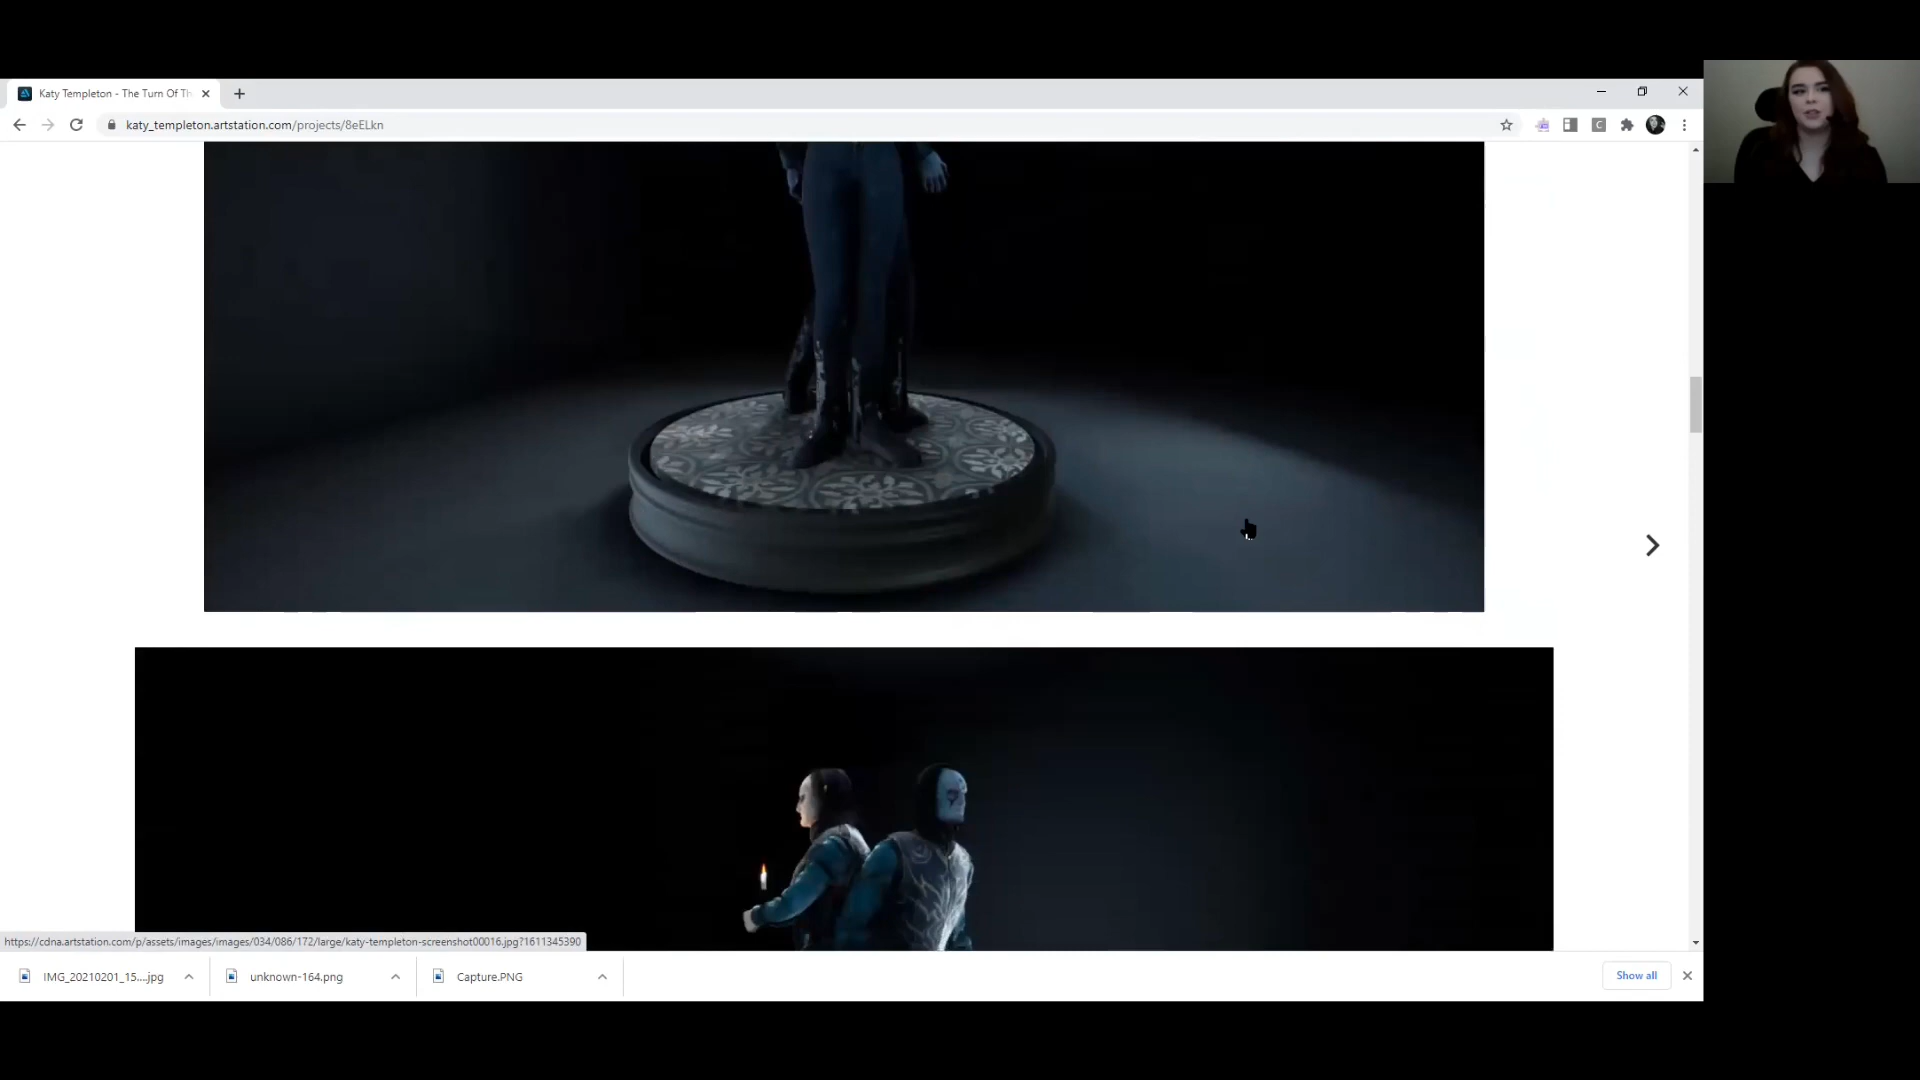 Katy Templeton - The Turn Of Th
katy_templeton.artstation.com/projects/8eELkn
C
https://cdna.artstation.com/p/assets/images/images/034/086/172/large/katy-templeton-screenshot00016.jpg?1611345390
IMG_20210201_15....jpg
unknown-164.png
Capture.PNG
Show all